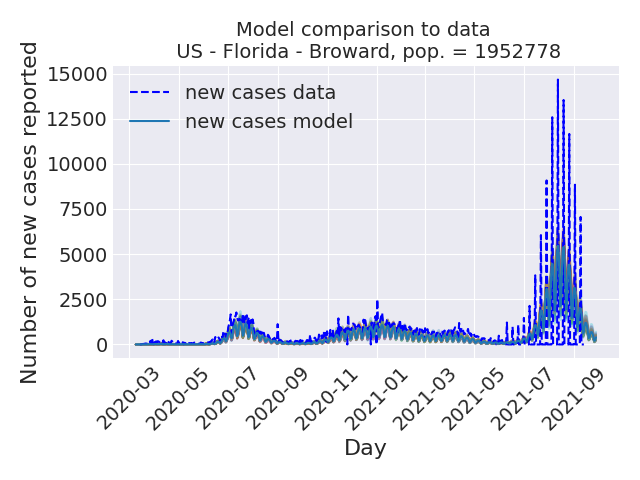 Model comparison to data
US - Florida - Broward, pop. = 1952778
Number of new cases reported
15000
12500
10000
7500
5000
2500
0
new cases data
new cases model
2020-03
2020-05
2020-07
2020-09
2020-11
2021-01
2021-03
2021-05
2021-07
2021-09
Day